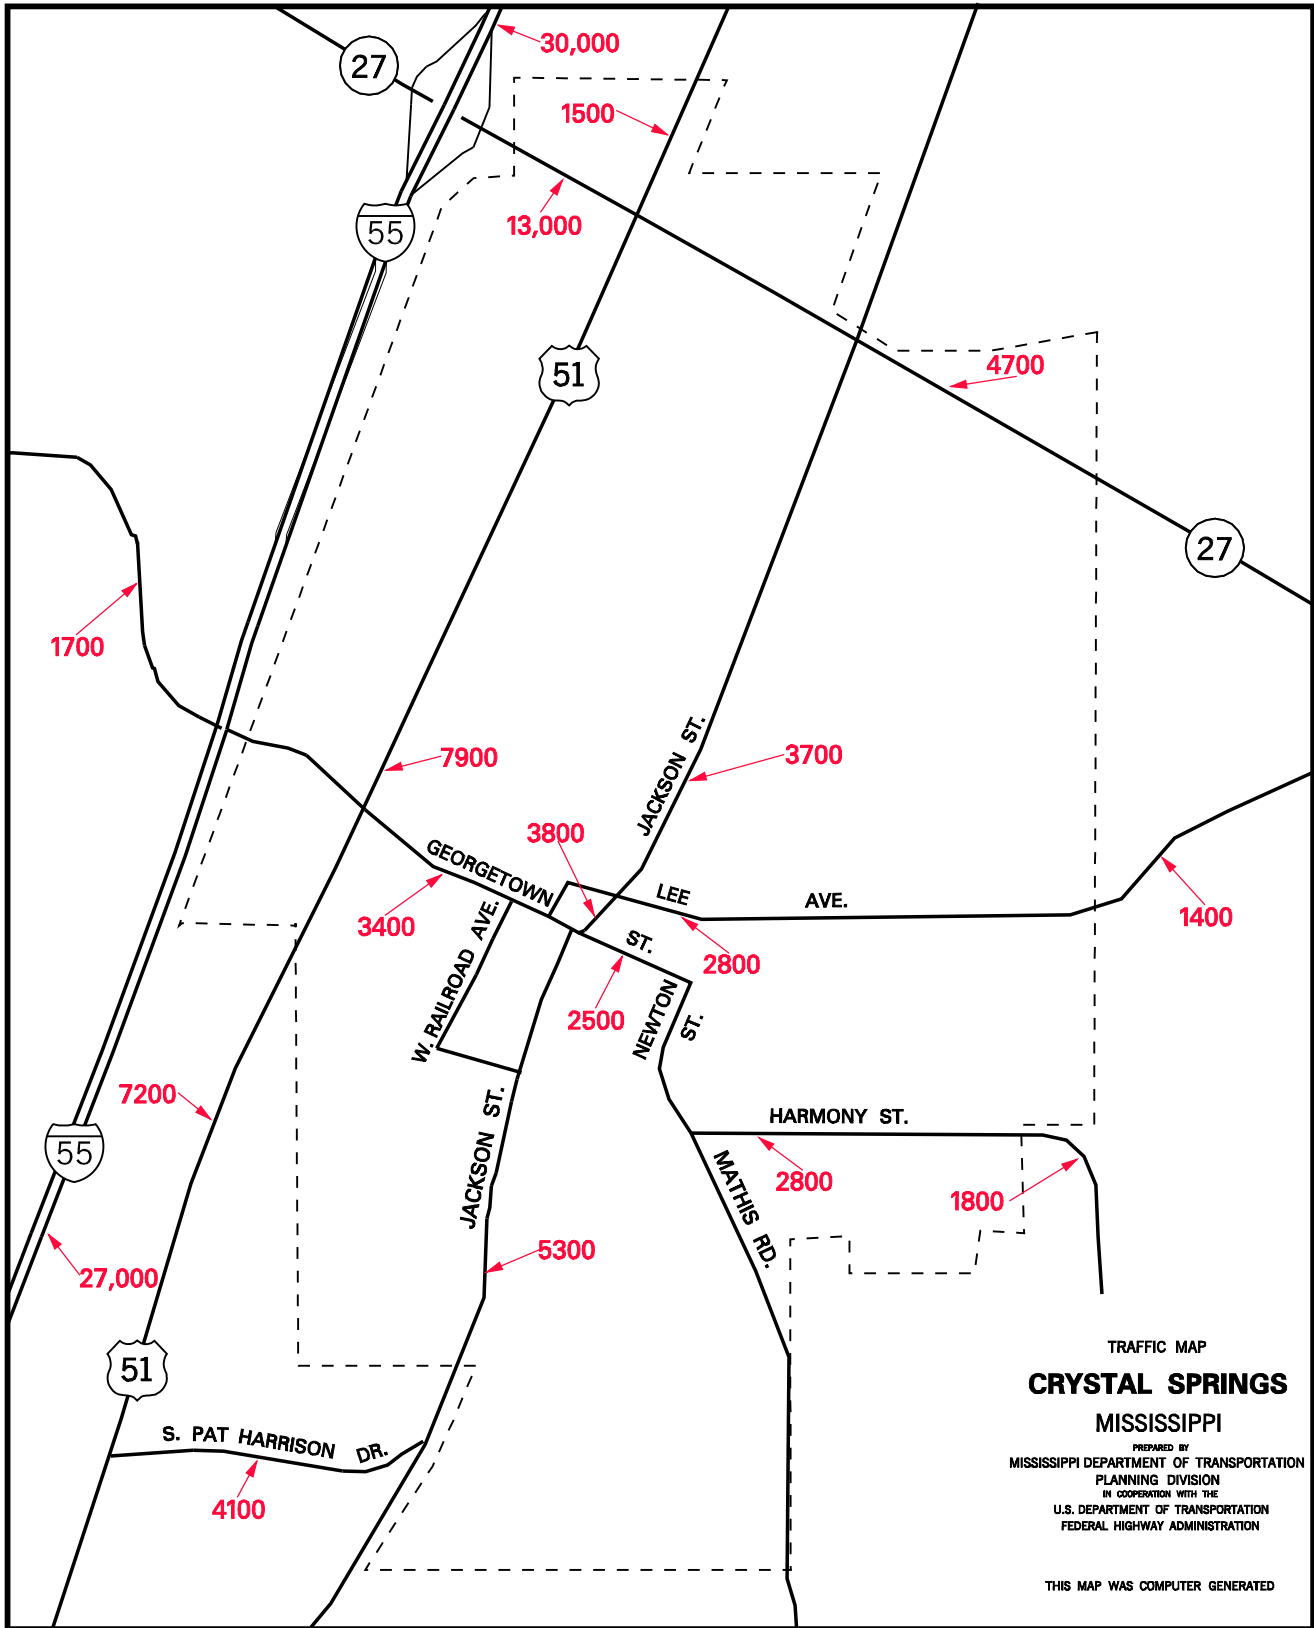 30,000
27
1500
13,000
55
51
4700
27
1700
7900
JACKSON ST.
3700
3800
GEORGETOWN
LEE
AVE.
3400
1400
W. RAILROAD AVE.
ST.
2800
2500
NEWTON
ST.
7200
JACKSON ST.
HARMONY ST.
55
MATHIS RD.
2800
1800
5300
27,000
51
S. PAT HARRISON DR.
4100
TRAFFIC MAP
CRYSTAL SPRINGS
MISSISSIPPI
PREPARED BY
MISSISSIPPI DEPARTMENT OF TRANSPORTATION
PLANNING DIVISION
IN COOPERATION WITH THE
U.S. DEPARTMENT OF TRANSPORTATION
FEDERAL HIGHWAY ADMINISTRATION
THIS MAP WAS COMPUTER GENERATED